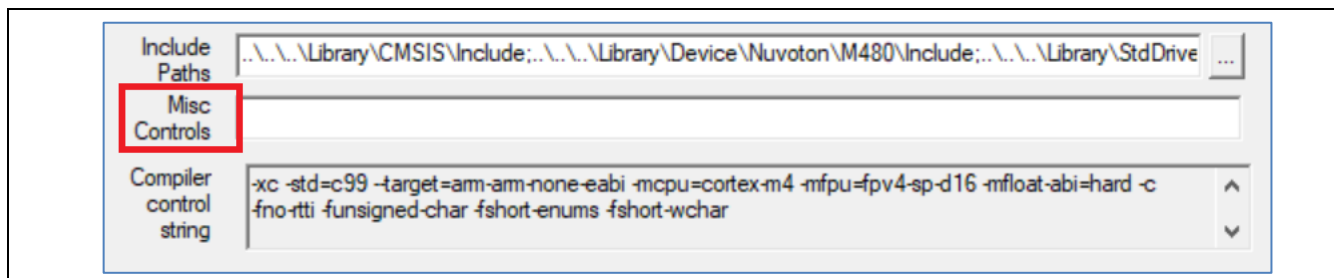 Include
Paths
..\..\..\Library\CMSIS\Include;..\..\..\Library\Device\Nuvoton\M480\Include;..\..\..\Library\StdDrive
...
Misc
Controls
Compiler
control
string
-xc -std=c99 --target=arm-arm-none-eabi -mcpu=cortex-m4 -mfpu=fpv4-sp-d16 -mfloat-abi=hard -c
-fno-rtti -funsigned-char -fshort-enums -fshort-wchar